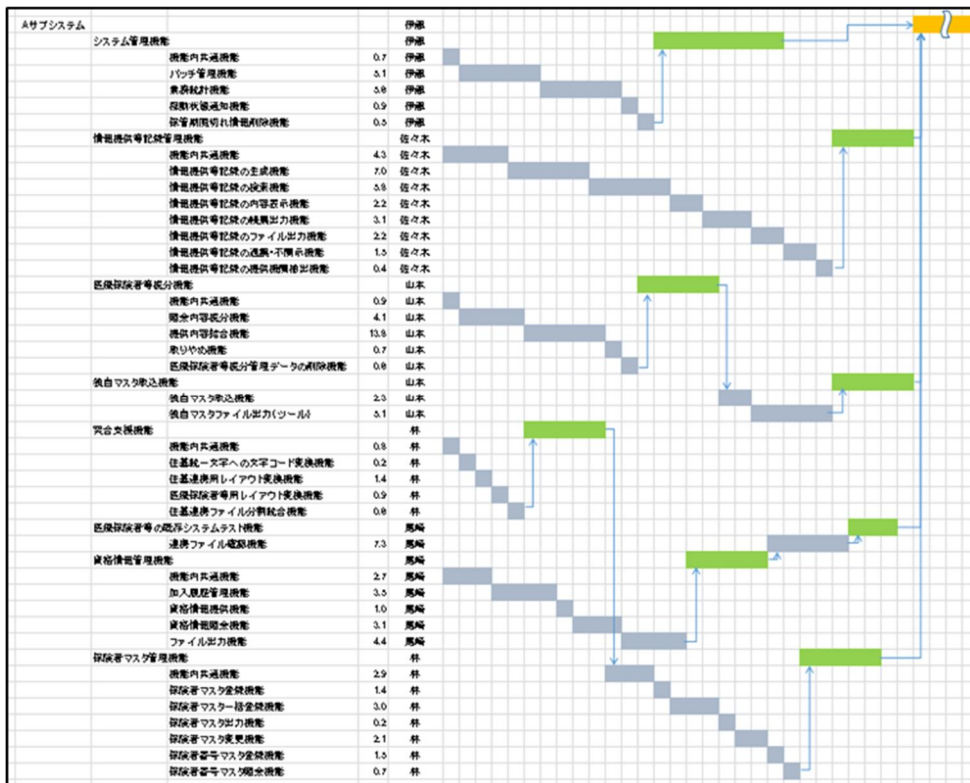 Aサブシステム 伊藤
システム管理機能 伊藤
機能内共通機能 0.7 伊藤
バッチ管理機能 5.1 伊藤
業務統計機能 5.8 伊藤
稼動状態通知機能 0.9 伊藤
保管期限切れ情報削除機能 0.5 伊藤
情報提供等記録管理機能 佐々木
機能内共通機能 4.3 佐々木
情報提供等記録の生成機能 7.0 佐々木
情報提供等記録の検索機能 5.8 佐々木
情報提供等記録の内容表示機能 2.2 佐々木
情報提供等記録の帳票出力機能 3.1 佐々木
情報提供等記録のファイル出力機能 2.2 佐々木
情報提供等記録の過誤・不開示機能 1.5 佐々木
情報提供等記録の提供機関抽出機能 0.4 佐々木
医療保険者等振分機能 山本
機能内共通機能 0.9 山本
照会内容振分機能 4.1 山本
提供内容結合機能 13.8 山本
取りやめ機能 0.7 山本
医療保険者等振分管理データの削除機能 0.8 山本
独自マスタ取込機能 山本
独自マスタ取込機能 2.3 山本
独自マスタファイル出力(ツール) 5.1 山本
突合支援機能 林
機能内共通機能 0.8 林
住基統一文字への文字コード変換機能 0.2 林
住基連携用レイアウト変換機能 1.4 林
医療保険者等用レイアウト変換機能 0.9 林
住基連携ファイル分割統合機能 0.8 林
医療保険者等の既存システムテスト機能 尾崎
連携ファイル確認機能 7.3 尾崎
資格情報管理機能 尾崎
機能内共通機能 2.7 尾崎
加入履歴管理機能 3.5 尾崎
資格情報提供機能 1.0 尾崎
資格情報照会機能 3.1 尾崎
ファイル出力機能 4.4 尾崎
保険者マスタ管理機能 林
機能内共通機能 2.9 林
保険者マスタ登録機能 1.4 林
保険者マスター括登録機能 3.0 林
保険者マスタ出力機能 0.2 林
保険者マスタ変更機能 2.1 林
保険者番号マスタ登録機能 1.5 林
保険者番号マスタ照会機能 0.7 林